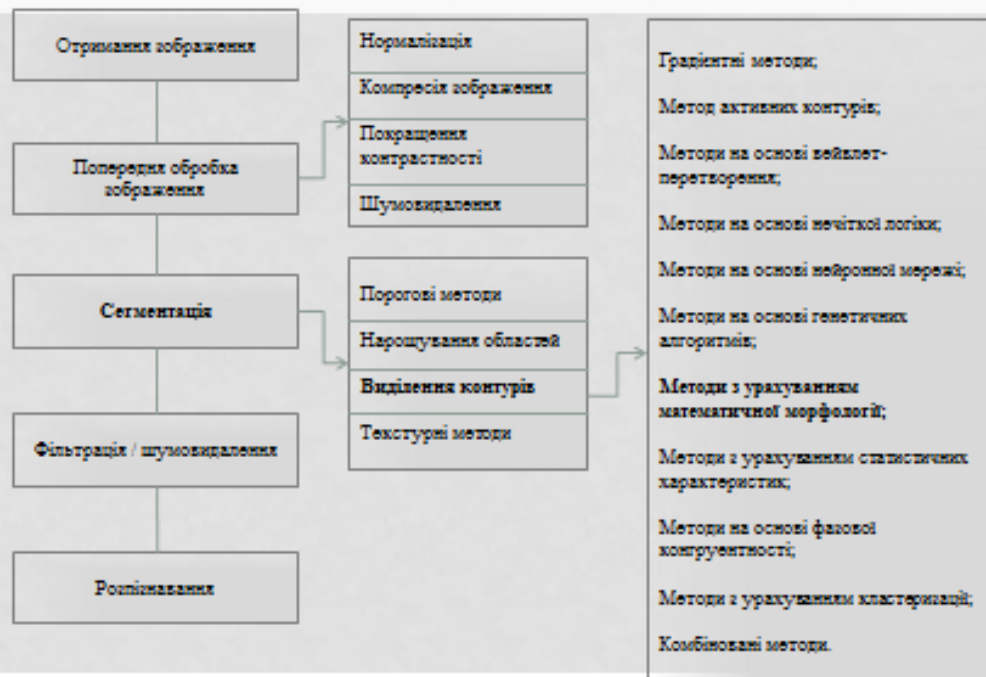 Отримання зображення
Попередня обробка
зображення
Сегментація
Фільтрація / шумовидалення
Розпізнавання
Нормалізація
Компресія зображення
Покращення
контрастності
Шумовидалення
Порогові методи
Нарощування областей
Виділення контурів
Текстурні методи
Градієнтні методи;
Метод активних контурів;
Методи на основі вейвлет-
перетворення;
Методи на основі нечіткої логіки;
Методи на основі нейронної мережі;
Методи на основі генетичних
алгоритмів;
Методи з урахуванням
математичної морфології;
Методи з урахуванням статистичних
характеристик;
Методи на основі фазової
конгруентності;
Методи з урахуванням кластеризації;
Комбіновані методи.